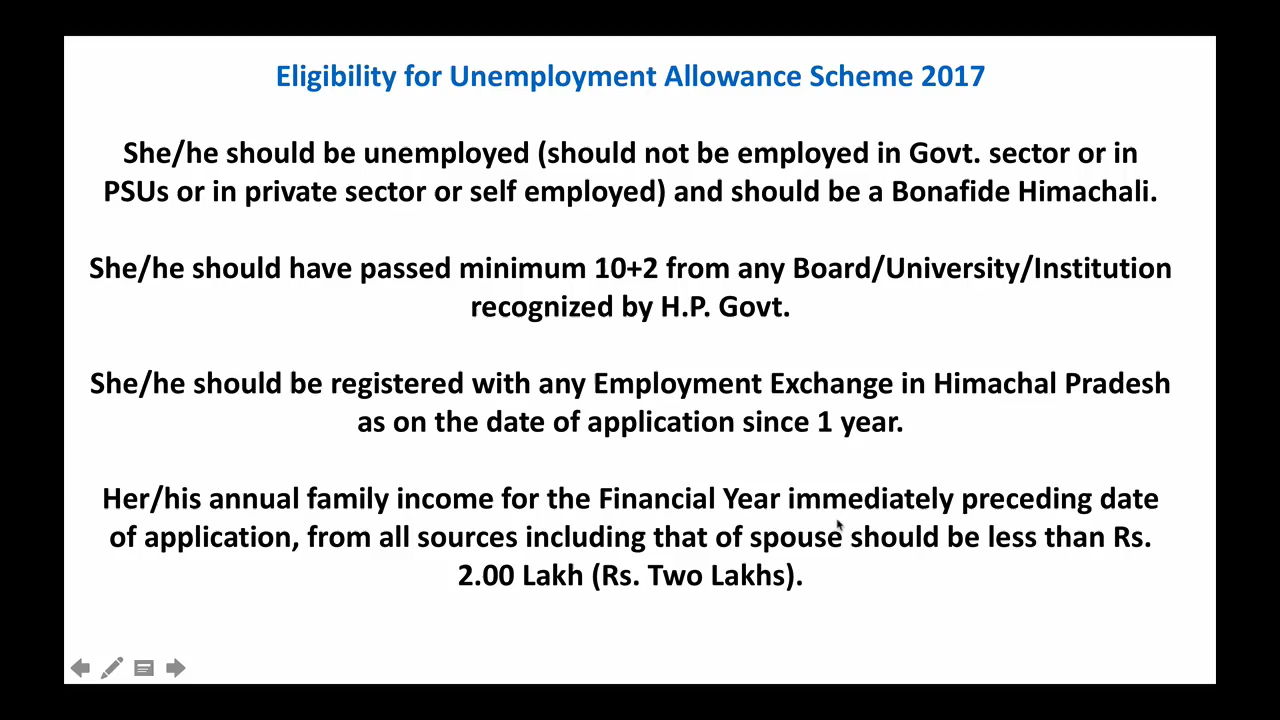 Eligibility for Unemployment Allowance Scheme 2017
She/he should be unemployed (should not be employed in Govt. sector or in
PSUs or in private sector or self employed) and should be a Bonafide Himachali.
She/he should have passed minimum 10+2 from any Board/University/Institution
recognized by H.P. Govt.
She/he should be registered with any Employment Exchange in Himachal Pradesh
as on the date of application since 1 year.
Her/his annual family income for the Financial Year immediately preceding date
of application, from all sources including that of spouse should be less than Rs.
2.00 Lakh (Rs. Two Lakhs).